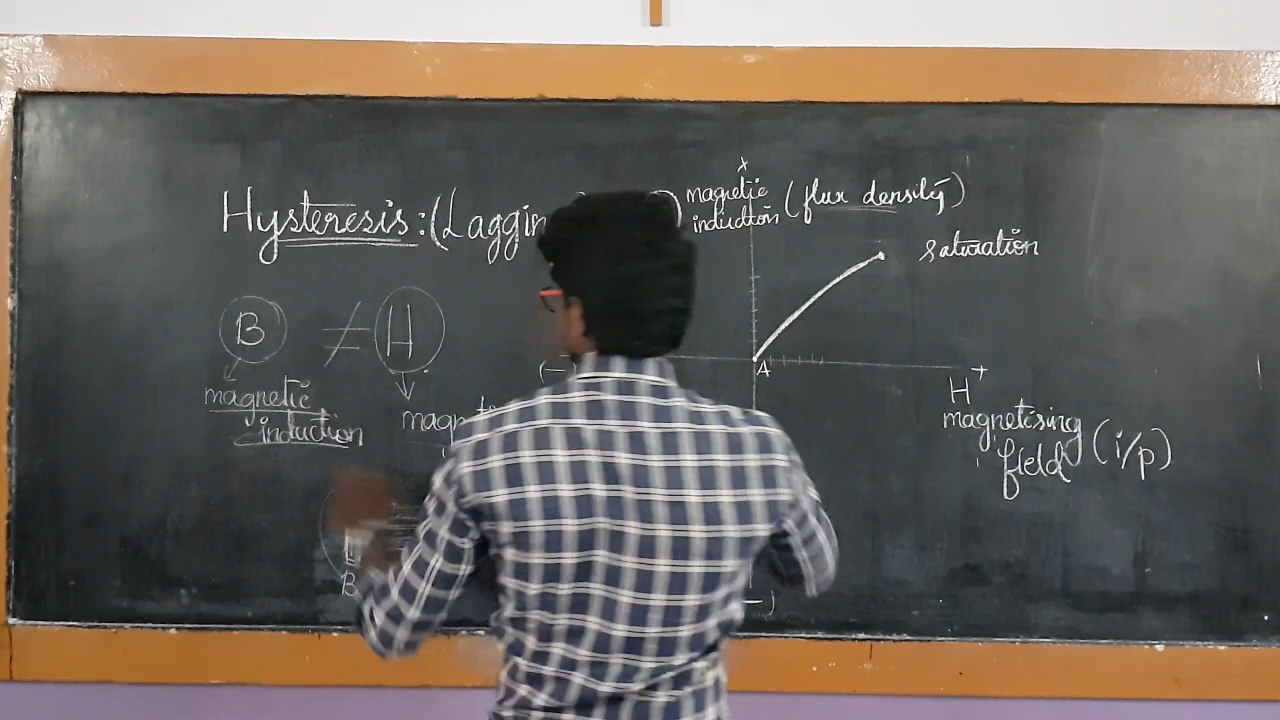 Hysteresis:(Laggin
B ≠ H
magnetic
induction
B
magnetic
induction (flux density)
saturation
A
(—)
H
magnetising
field (i/p)